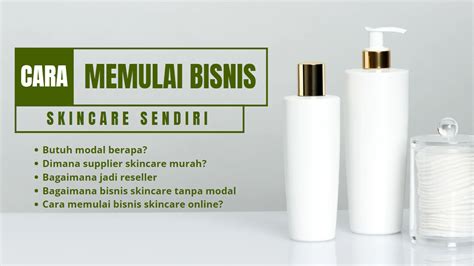 CARA MEMULAI BISNIS
SKINCARE SENDIRI
Butuh modal berapa?
Dimana supplier skincare murah?
Bagaimana jadi reseller
Bagaimana bisnis skincare tanpa modal
Cara memulai bisnis skincare online?